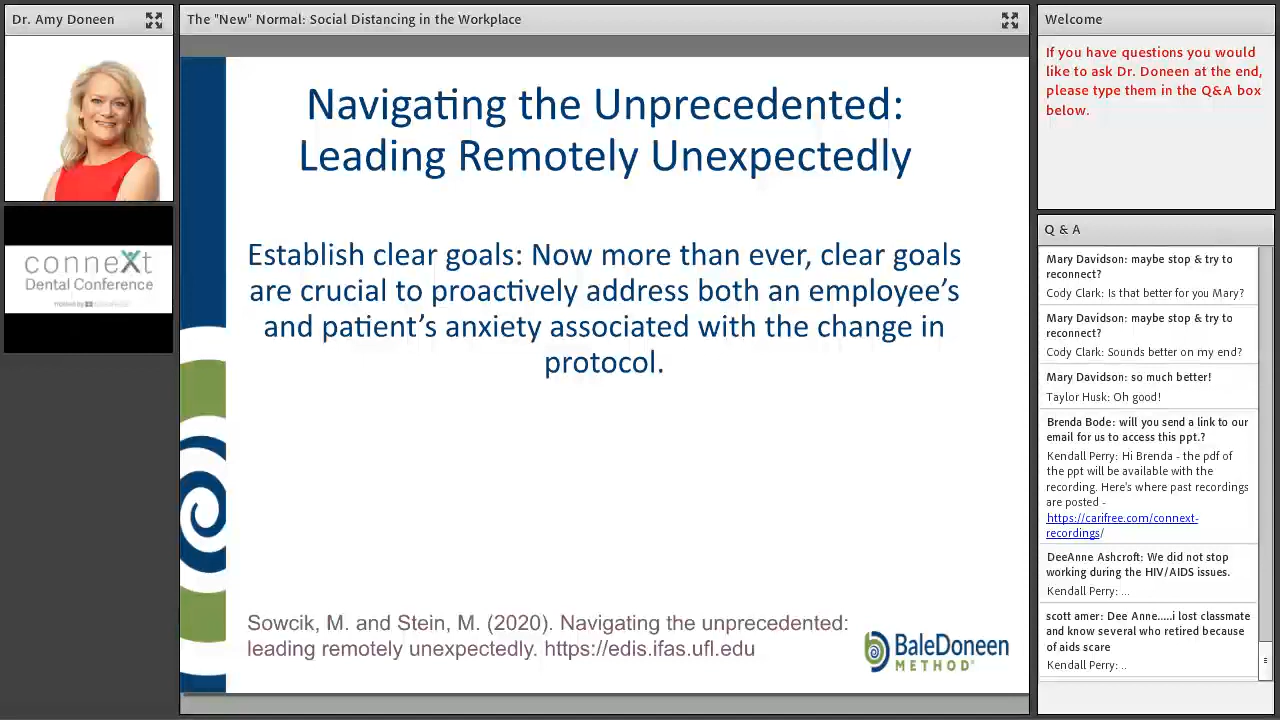 Dr. Amy Doneen
The "New" Normal: Social Distancing in the Workplace
Welcome
If you have questions you would
like to ask Dr. Doneen at the end,
please type them in the Q&A box
below.
conneXt
Dental Conference
Navigating the Unprecedented:
Leading Remotely Unexpectedly
Establish clear goals: Now more than ever, clear goals
are crucial to proactively address both an employee's
and patient's anxiety associated with the change in
protocol.
Sowcik, M. and Stein, M. (2020). Navigating the unprecedented:
leading remotely unexpectedly. https://edis.ifas.ufl.edu
BaleDoneen
METHOD®
Q & A
Mary Davidson: maybe stop & try to
reconnect?
Cody Clark: Is that better for you Mary?
Mary Davidson: maybe stop & try to
reconnect?
Cody Clark: Sounds better on my end?
Mary Davidson: so much better!
Taylor Husk: Oh good!
Brenda Bode: will you send a link to our
email for us to access this ppt.?
Kendall Perry: Hi Brenda - the pdf of
the ppt will be available with the
recording. Here's where past recordings
are posted -
https://carifree.com/connext-
recordings/
DeeAnne Ashcroft: We did not stop
working during the HIV/AIDS issues.
Kendall Perry: ...
scott amer: Dee Anne.....i lost classmate
and know several who retired because
of aids scare
Kendall Perry: ..